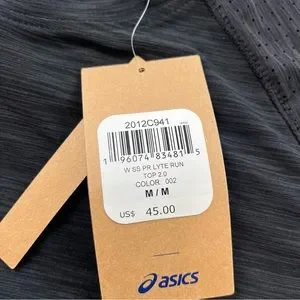 2012C941
1 96074 83481 5
W SS PR LYTE RUN
TOP 2.0
COLOR: 002
M / M
US$ 45.00
asics